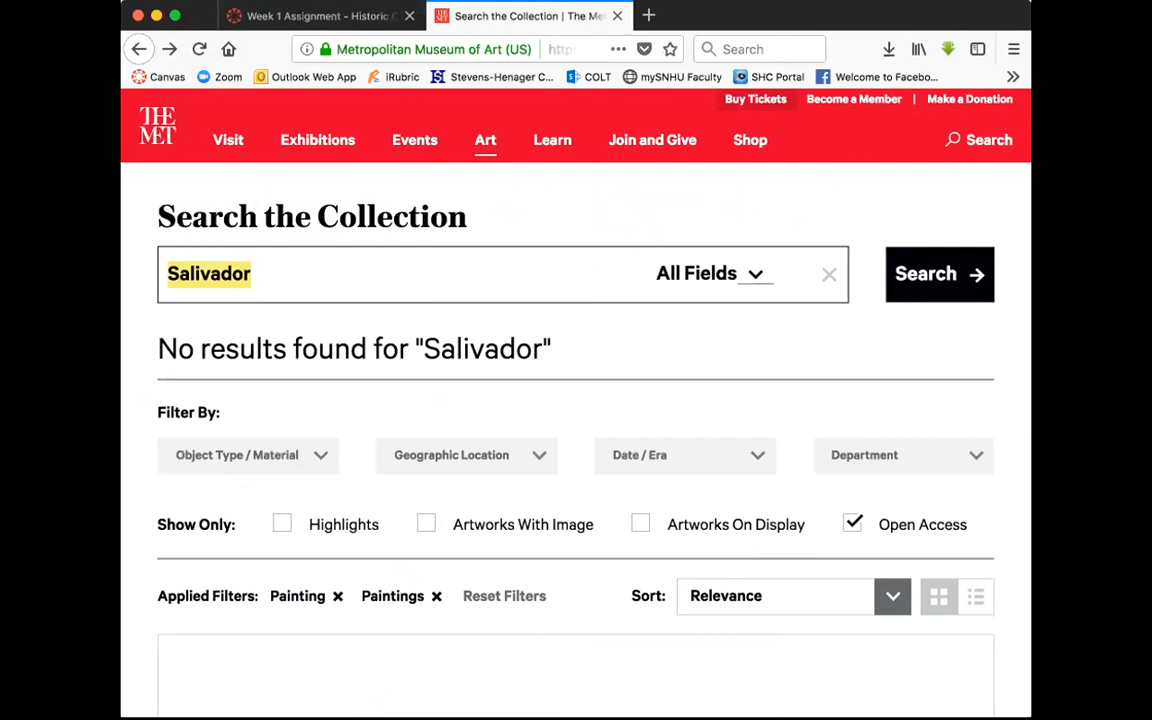 Week 1 Assignment - Historic C
Search the Collection | The Me
Metropolitan Museum of Art (US)
https
Search
Canvas
Zoom
Outlook Web App
iRubric
Stevens-Henager C...
COLT
mySNHU Faculty
SHC Portal
Welcome to Facebo...
Buy Tickets
Become a Member
|
Make a Donation
THE
MET
Visit
Exhibitions
Events
Art
Learn
Join and Give
Shop
Search
Search the Collection
Salivador
All Fields
Search
No results found for "Salivador"
Filter By:
Object Type / Material
Geographic Location
Date / Era
Department
Show Only:
Highlights
Artworks With Image
Artworks On Display
Open Access
Applied Filters:
Painting
Paintings
Reset Filters
Sort:
Relevance